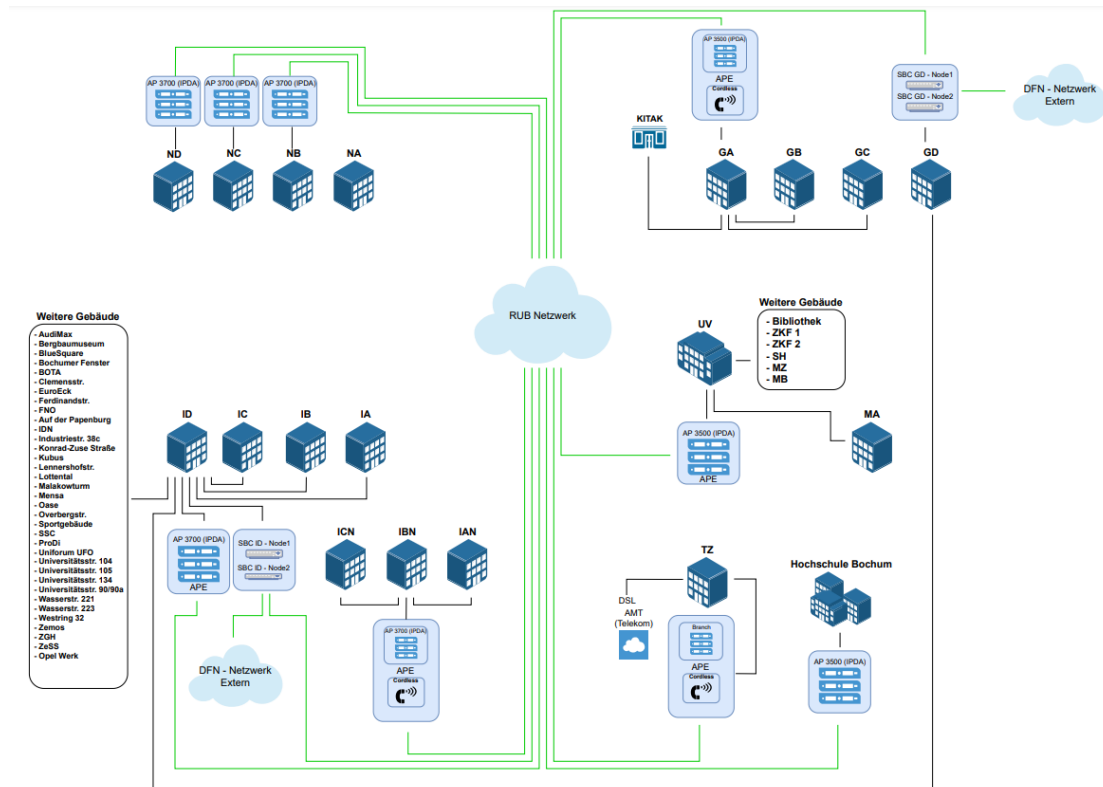 AP 3700 (IPDA)
AP 3700 (IPDA)
AP 3700 (IPDA)
ND
NC
NB
NA
AP 3500 (IPDA)
APE
Cordless
KITAK
GA
GB
GC
GD
SBC GD - Node1
SBC GD - Node2
DFN - Netzwerk
Extern
RUB Netzwerk
Weitere Gebäude
- AudiMax
- Bergbaumuseum
- BlueSquare
- Bochumer Fenster
- BOTA
- Clemensstr.
- EuroEck
- Ferdinandstr.
- FNO
- Auf der Papenburg
- IDN
- Industriestr. 38c
- Konrad-Zuse Straße
- Kubus
- Lennershofstr.
- Lottental
- Malakowturm
- Mensa
- Oase
- Overbergstr.
- Sportgebäude
- SSC
- ProDi
- Uniforum UFO
- Universitätsstr. 104
- Universitätsstr. 105
- Universitätsstr. 134
- Universitätsstr. 90/90a
- Wasserstr. 221
- Wasserstr. 223
- Westring 32
- Zemos
- ZGH
- ZeSS
- Opel Werk
ID
IC
IB
IA
AP 3700 (IPDA)
APE
SBC ID - Node1
SBC ID - Node2
DFN - Netzwerk
Extern
ICN
IBN
IAN
AP 3700 (IPDA)
APE
Cordless
UV
Weitere Gebäude
- Bibliothek
- ZKF 1
- ZKF 2
- SH
- MZ
- MB
MA
AP 3500 (IPDA)
APE
TZ
DSL
AMT
(Telekom)
Branch
APE
Cordless
Hochschule Bochum
AP 3500 (IPDA)